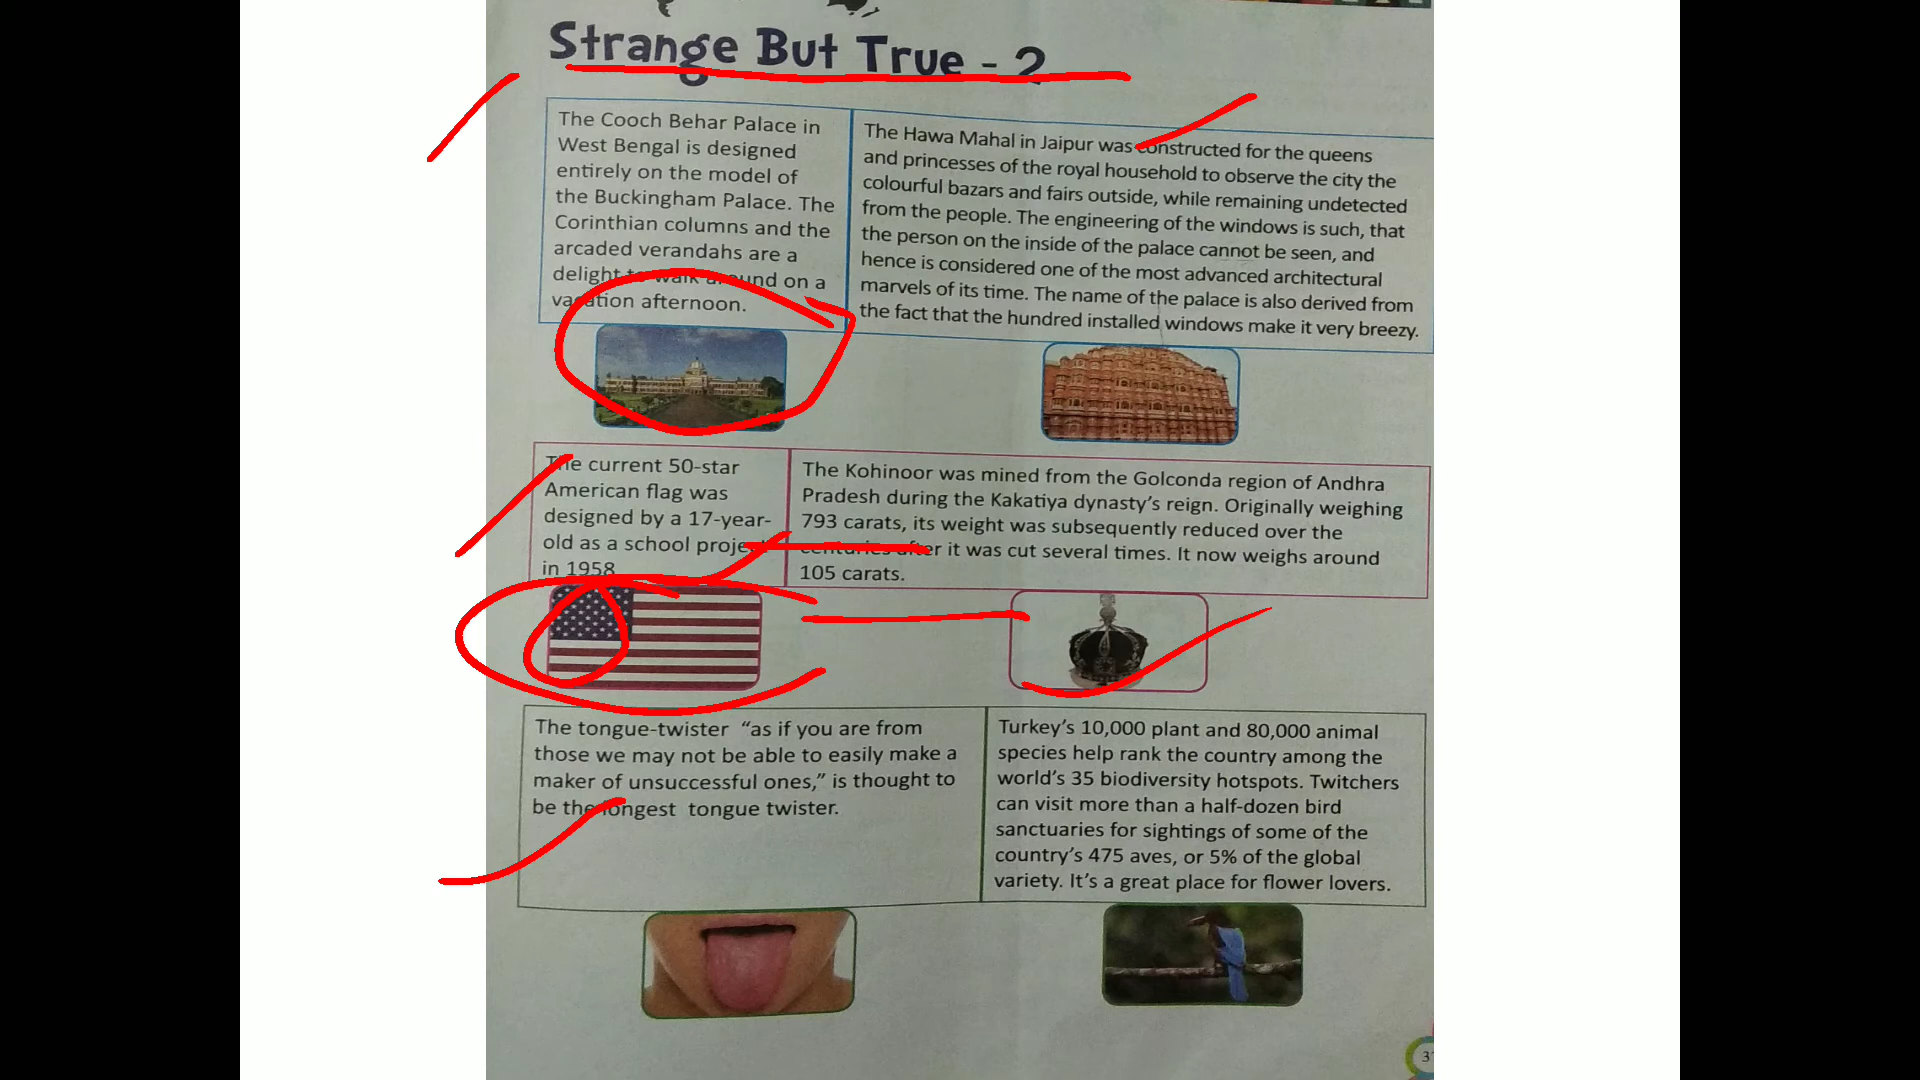 Strange But True - 2
The Cooch Behar Palace in
West Bengal is designed
entirely on the model of
the Buckingham Palace. The
Corinthian columns and the
arcaded verandahs are a
delight to walk around on a
vacation afternoon.
The Hawa Mahal in Jaipur was constructed for the queens
and princesses of the royal household to observe the city the
colourful bazars and fairs outside, while remaining undetected
from the people. The engineering of the windows is such, that
the person on the inside of the palace cannot be seen, and
hence is considered one of the most advanced architectural
marvels of its time. The name of the palace is also derived from
the fact that the hundred installed windows make it very breezy.
The current 50-star
American flag was
designed by a 17-year-
old as a school project
in 1958
The Kohinoor was mined from the Golconda region of Andhra
Pradesh during the Kakatiya dynasty's reign. Originally weighing
793 carats, its weight was subsequently reduced over the
centuries after it was cut several times. It now weighs around
105 carats.
The tongue-twister "as if you are from
those we may not be able to easily make a
maker of unsuccessful ones," is thought to
be the longest tongue twister.
Turkey's 10,000 plant and 80,000 animal
species help rank the country among the
world's 35 biodiversity hotspots. Twitchers
can visit more than a half-dozen bird
sanctuaries for sightings of some of the
country's 475 aves, or 5% of the global
variety. It's a great place for flower lovers.